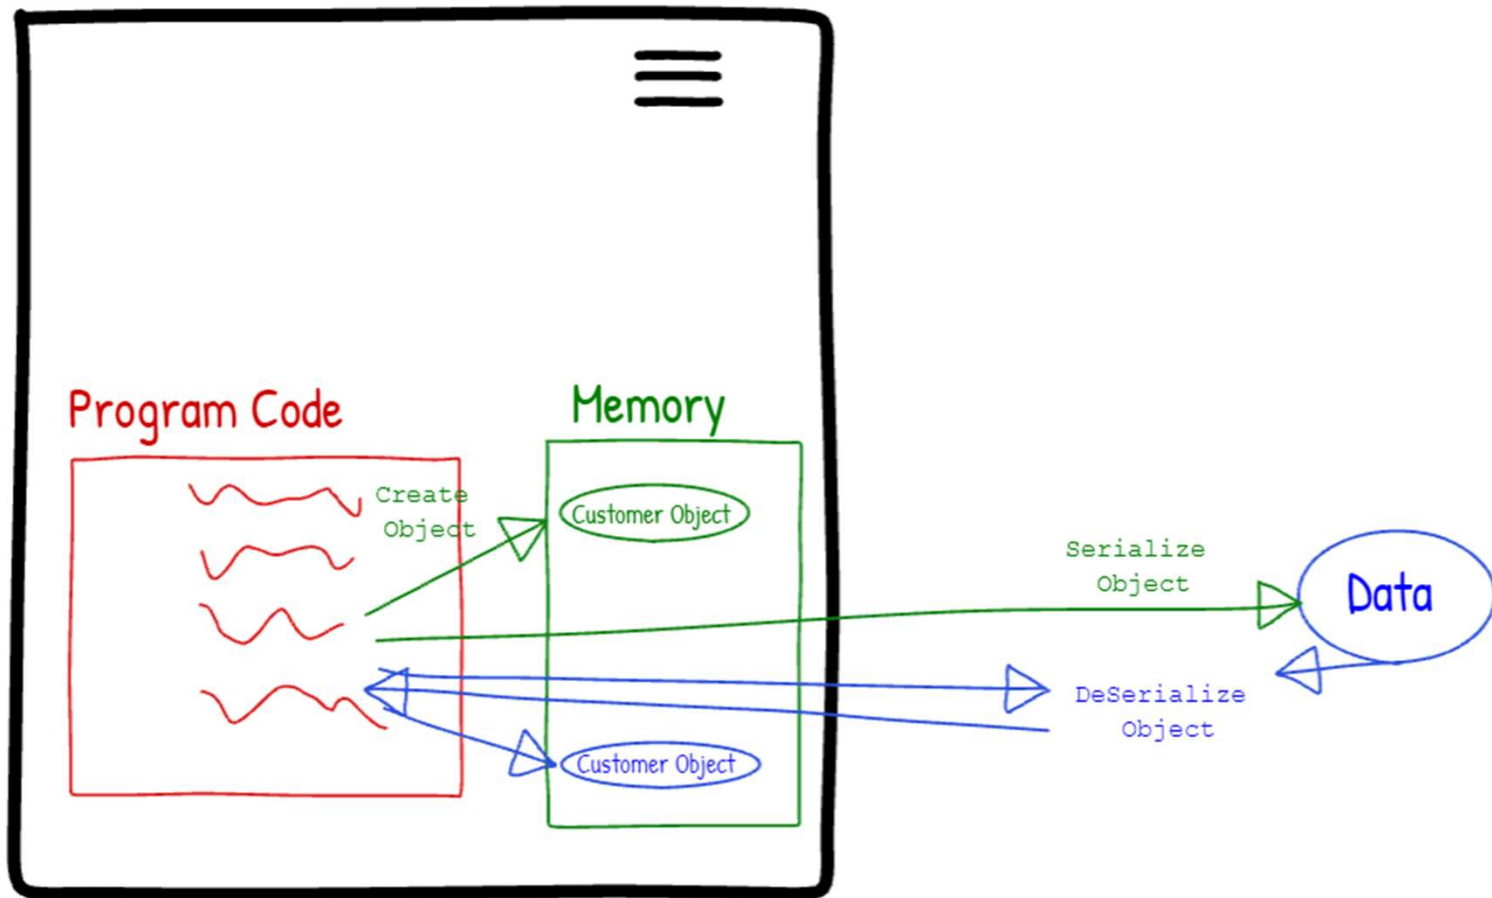 Program Code
Memory
Create
Object
Customer Object
Serialize
Object
Data
DeSerialize
Object
Customer Object